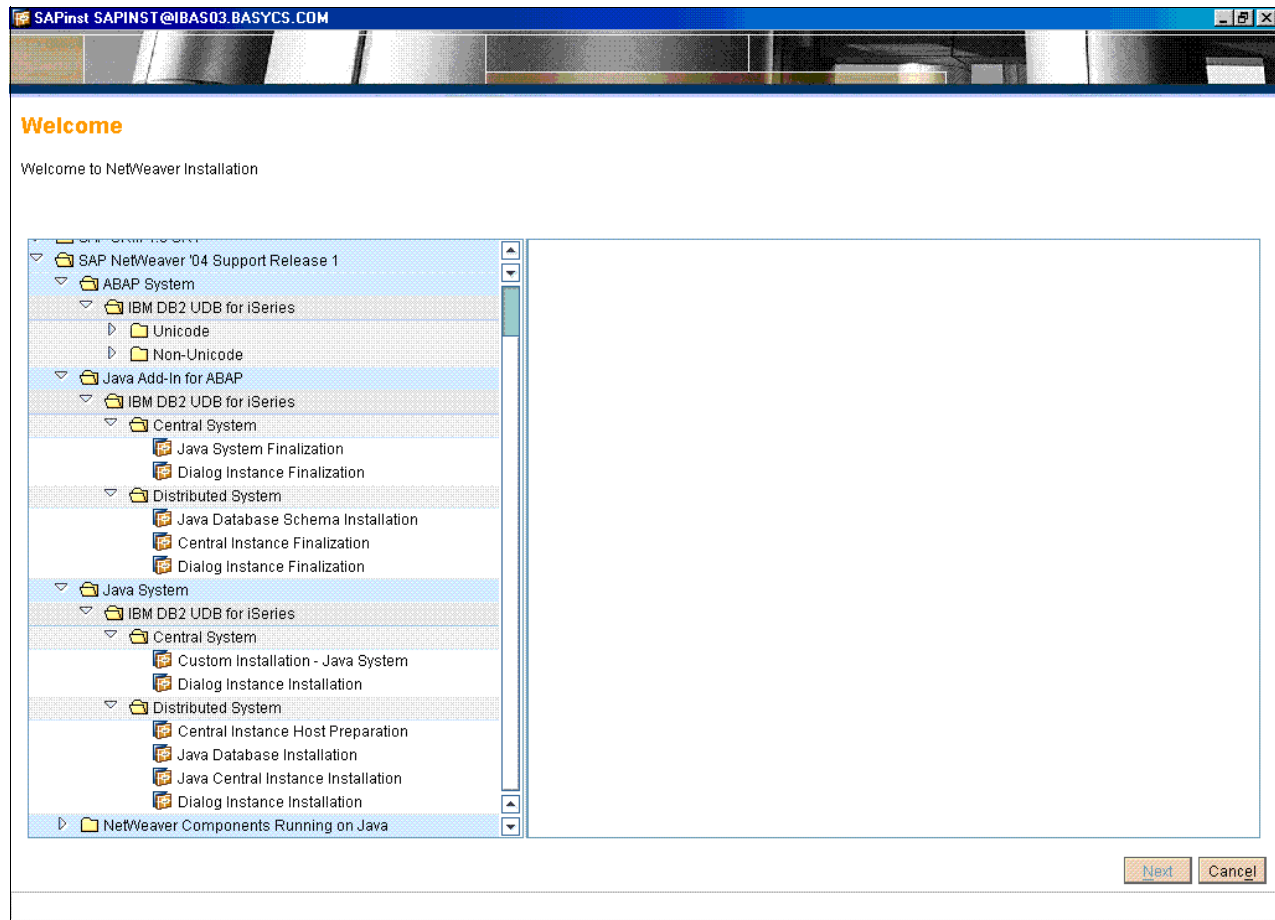 SAPinst SAPINST@IBAS03.BASYCS.COM
Welcome
Welcome to NetWeaver Installation
SAP NetWeaver '04 Support Release 1
ABAP System
IBM DB2 UDB for iSeries
Unicode
Non-Unicode
Java Add-In for ABAP
IBM DB2 UDB for iSeries
Central System
Java System Finalization
Dialog Instance Finalization
Distributed System
Java Database Schema Installation
Central Instance Finalization
Dialog Instance Finalization
Java System
IBM DB2 UDB for iSeries
Central System
Custom Installation - Java System
Dialog Instance Installation
Distributed System
Central Instance Host Preparation
Java Database Installation
Java Central Instance Installation
Dialog Instance Installation
NetWeaver Components Running on Java
Next
Cancel